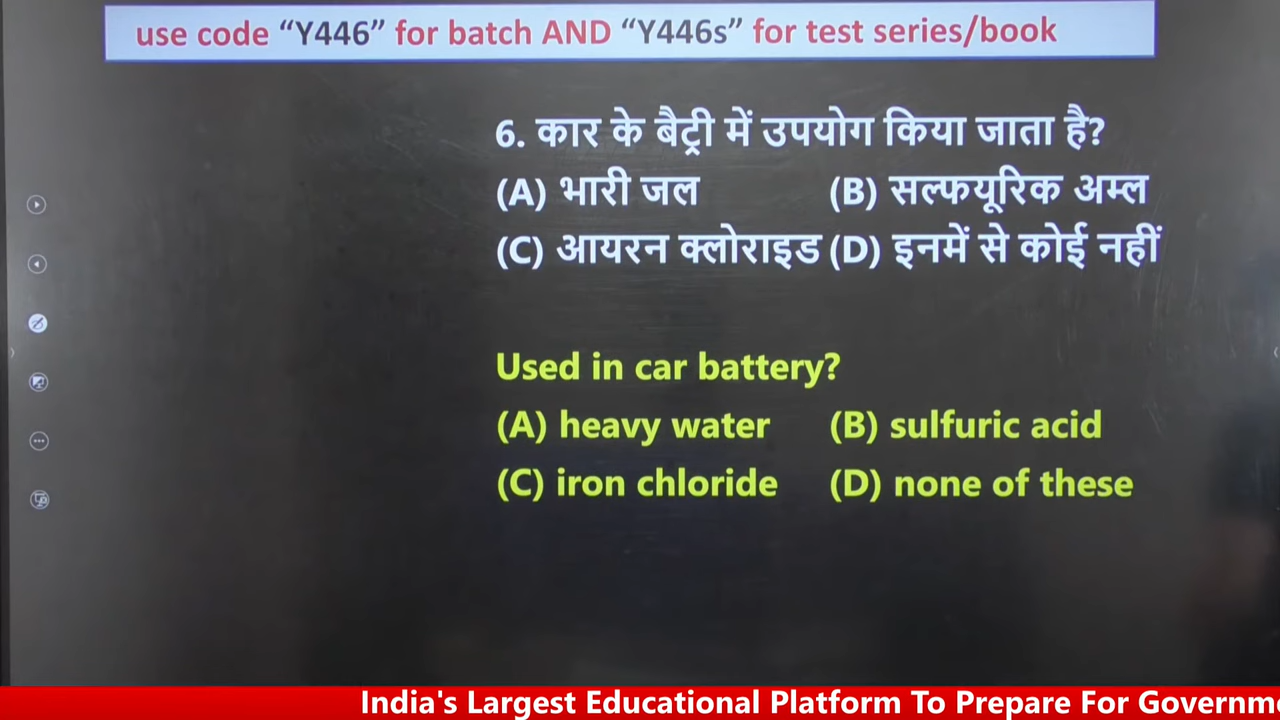 use code “Y446” for batch AND “Y446s” for test series/book
6. कार के बैट्री में उपयोग किया जाता है?
(A) भारी जल (B) सल्फयूरिक अम्ल
(C) आयरन क्लोराइड (D) इनमें से कोई नहीं
Used in car battery?
(A) heavy water (B) sulfuric acid
(C) iron chloride (D) none of these
India's Largest Educational Platform To Prepare For Governm